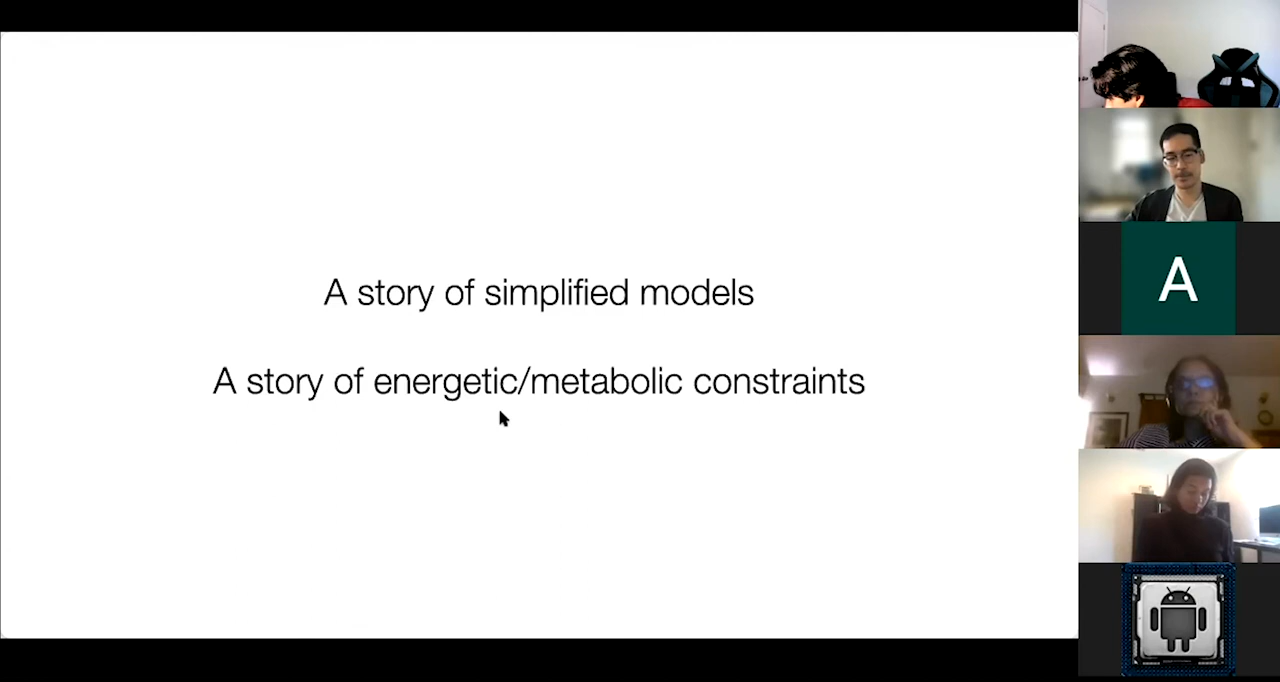 A story of simplified models
A story of energetic/metabolic constraints
A